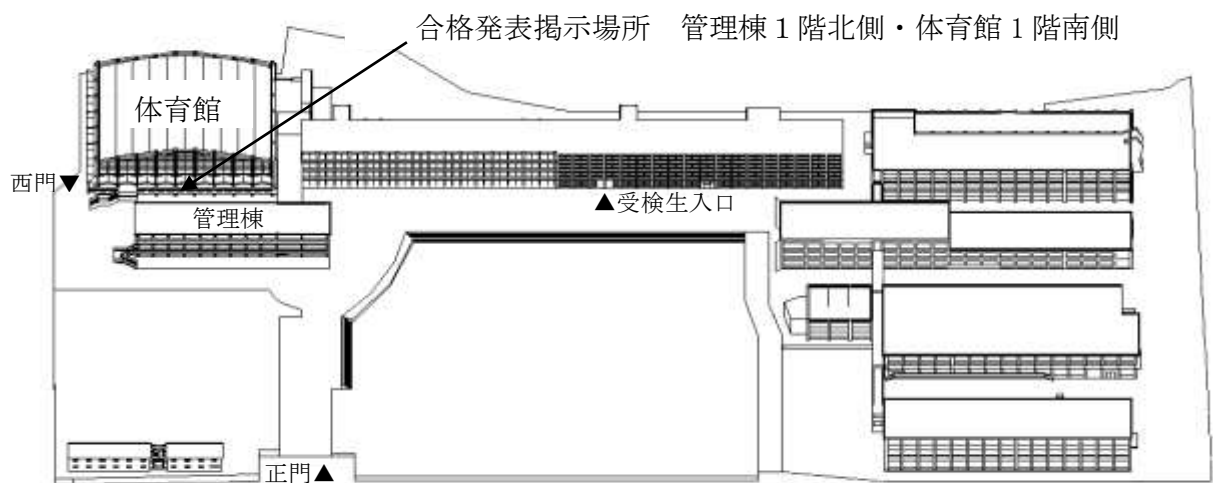 合格発表掲示場所　管理棟1階北側・体育館1階南側
体育館
西門▼
▲受検生入口
管理棟
正門▲